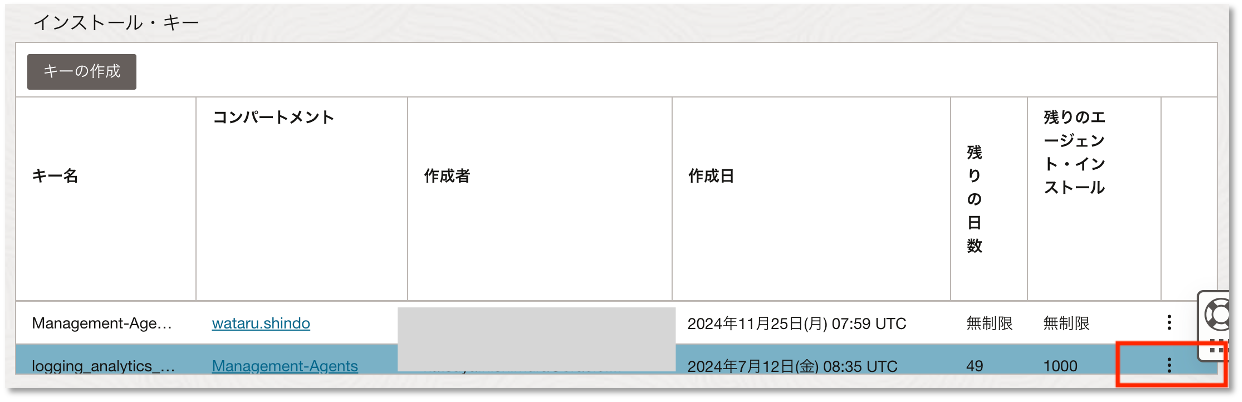 インストール・キー
キーの作成
キー名
コンパートメント
作成者
作成日
残
り
の
日
数
残りのエ
ージェン
ト・イン
ストール
Management-Age...
wataru.shindo
2024年11月25日(月) 07:59 UTC
無制限
無制限
logging_analytics_...
Management-Agents
2024年7月12日(金) 08:35 UTC
49
1000